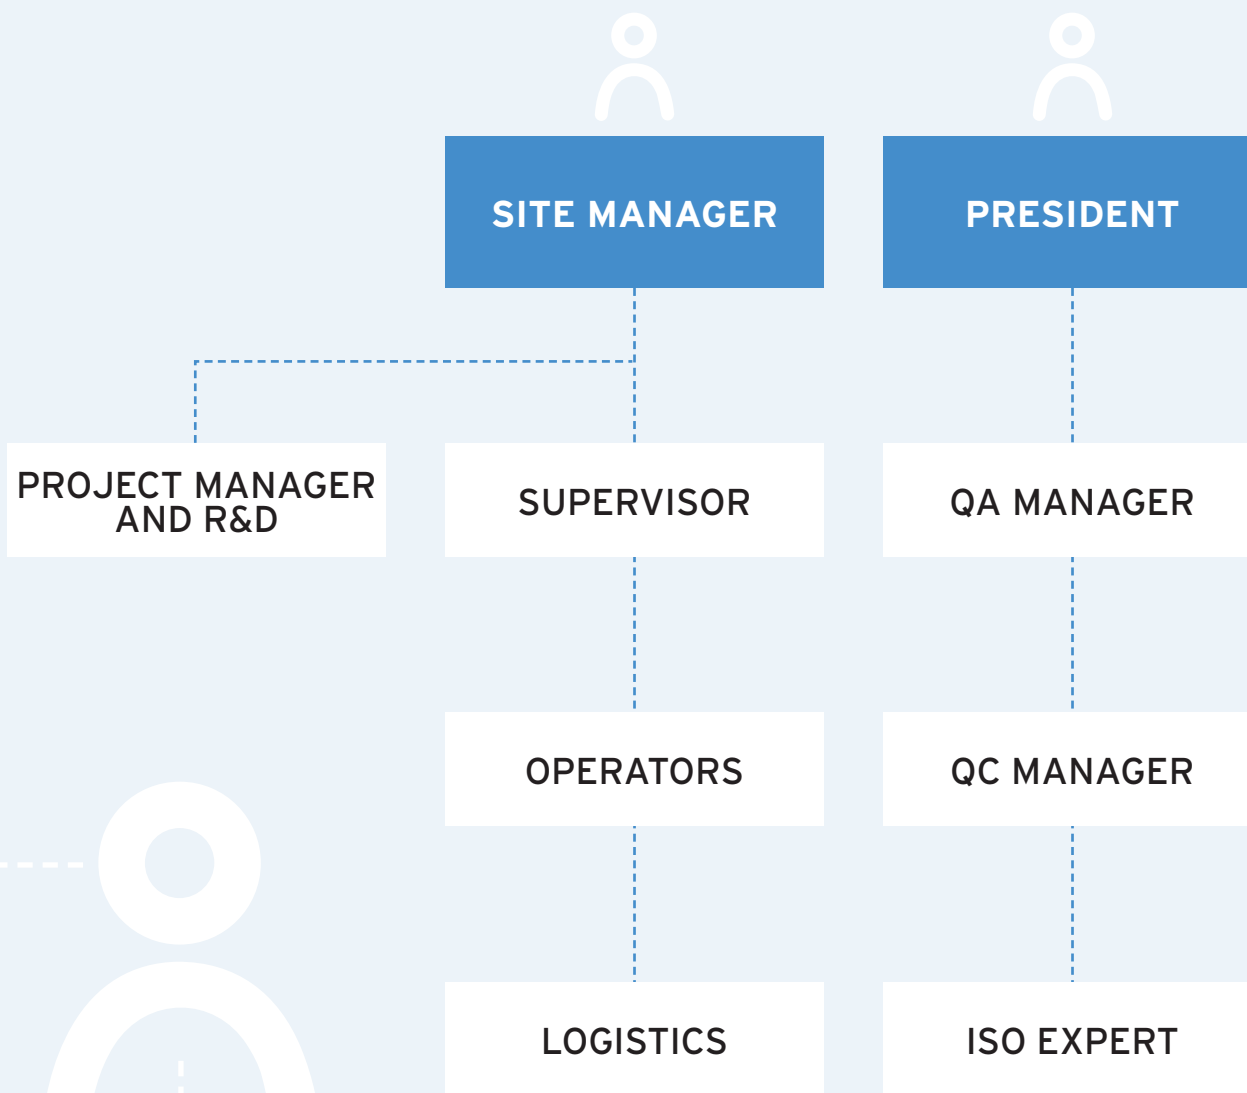 SITE MANAGER
PRESIDENT
PROJECT MANAGER
AND R&D
SUPERVISOR
QA MANAGER
OPERATORS
QC MANAGER
LOGISTICS
ISO EXPERT